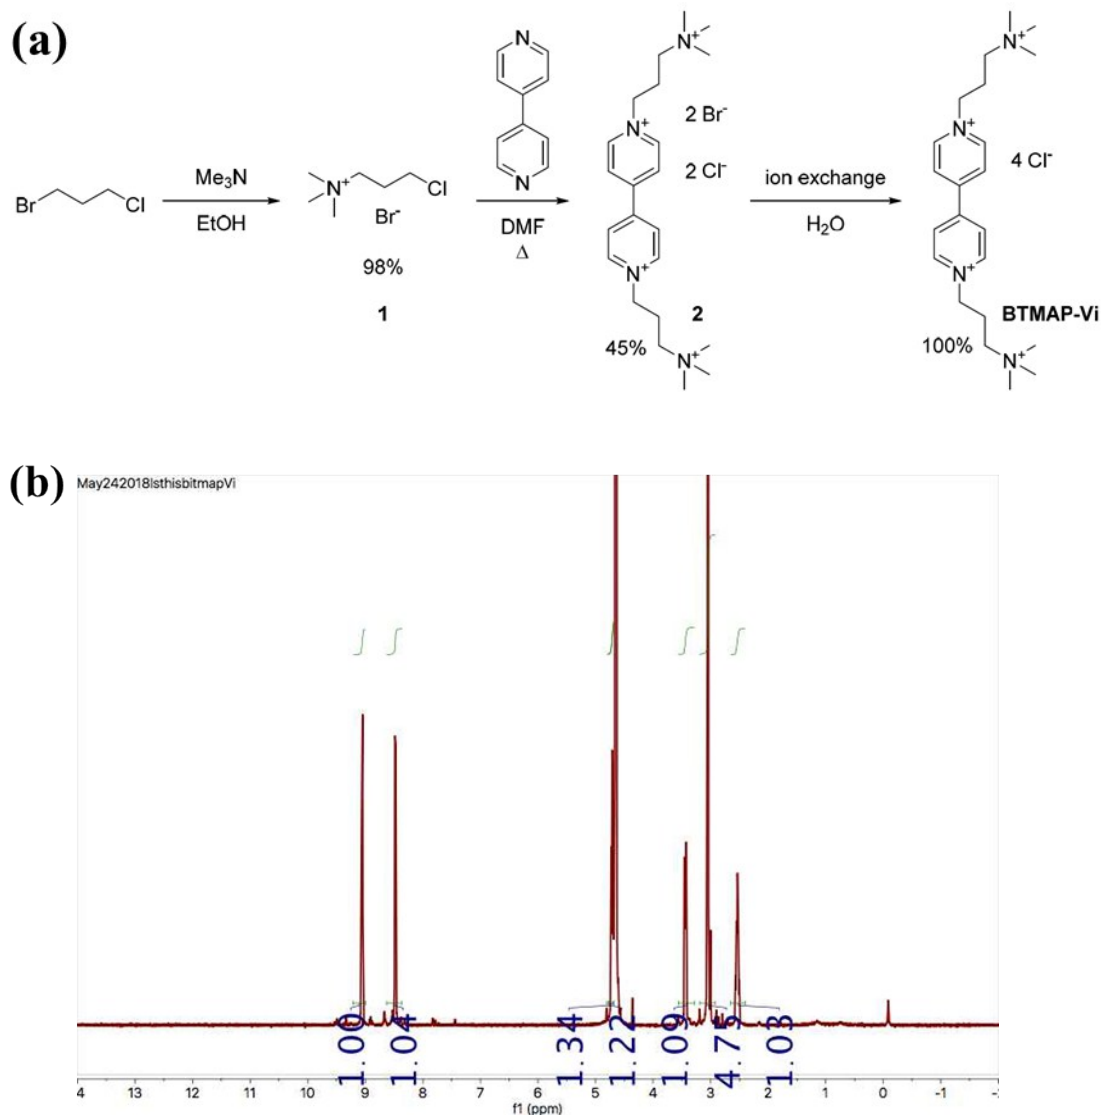 (a)
Br
Cl
Me3N
EtOH
N+
Cl
Br-
98%
1
N
N
DMF
Δ
N+
N+
2 Br-
2 Cl-
N+
N+
2
45%
ion exchange
H2O
N+
N+
4 Cl-
N+
BTMAP-Vi
100%
N+
(b)
May242018IsthisbitmapVi
1.00
1.04
1.34
1.22
1.09
4.75
1.03
14 13 12 11 10 9 8 7 6 5 4 3 2 1 0 -1
f1 (ppm)